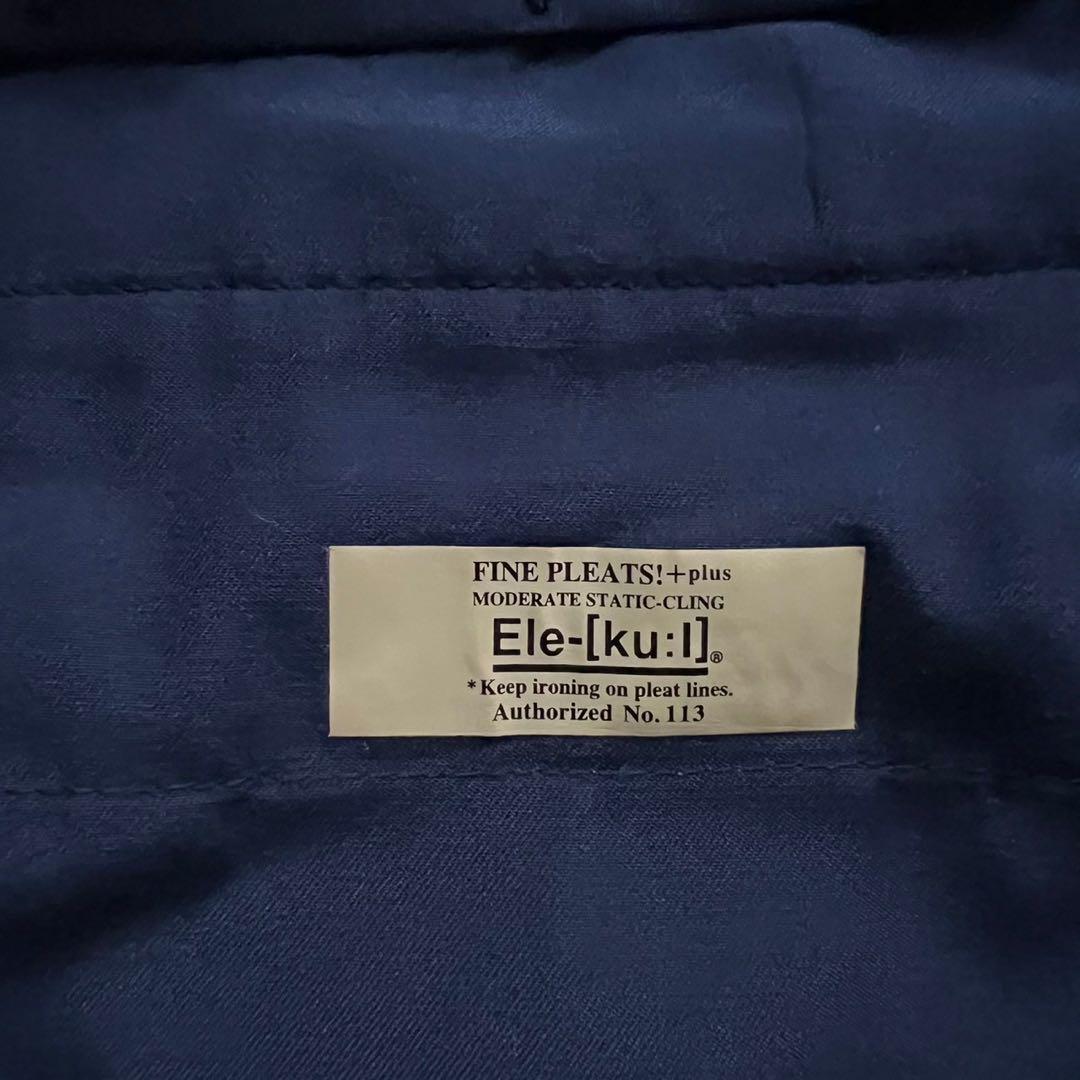 FINE PLEATS!+plus
MODERATE STATIC-CLING
Ele-[ku:l]®
*Keep ironing on pleat lines.
Authorized No. 113